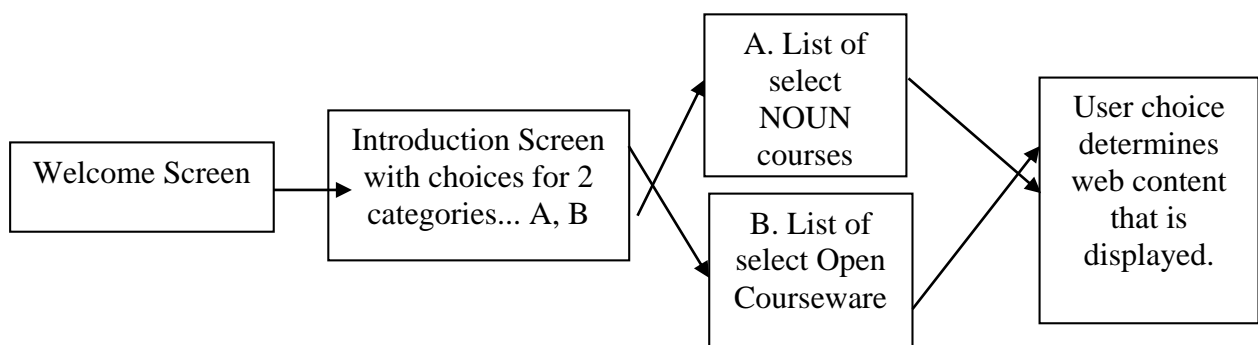 Welcome Screen
Introduction Screen
with choices for 2
categories... A, B
A. List of
select
NOUN
courses
B. List of
select Open
Courseware
User choice
determines
web content
that is
displayed.